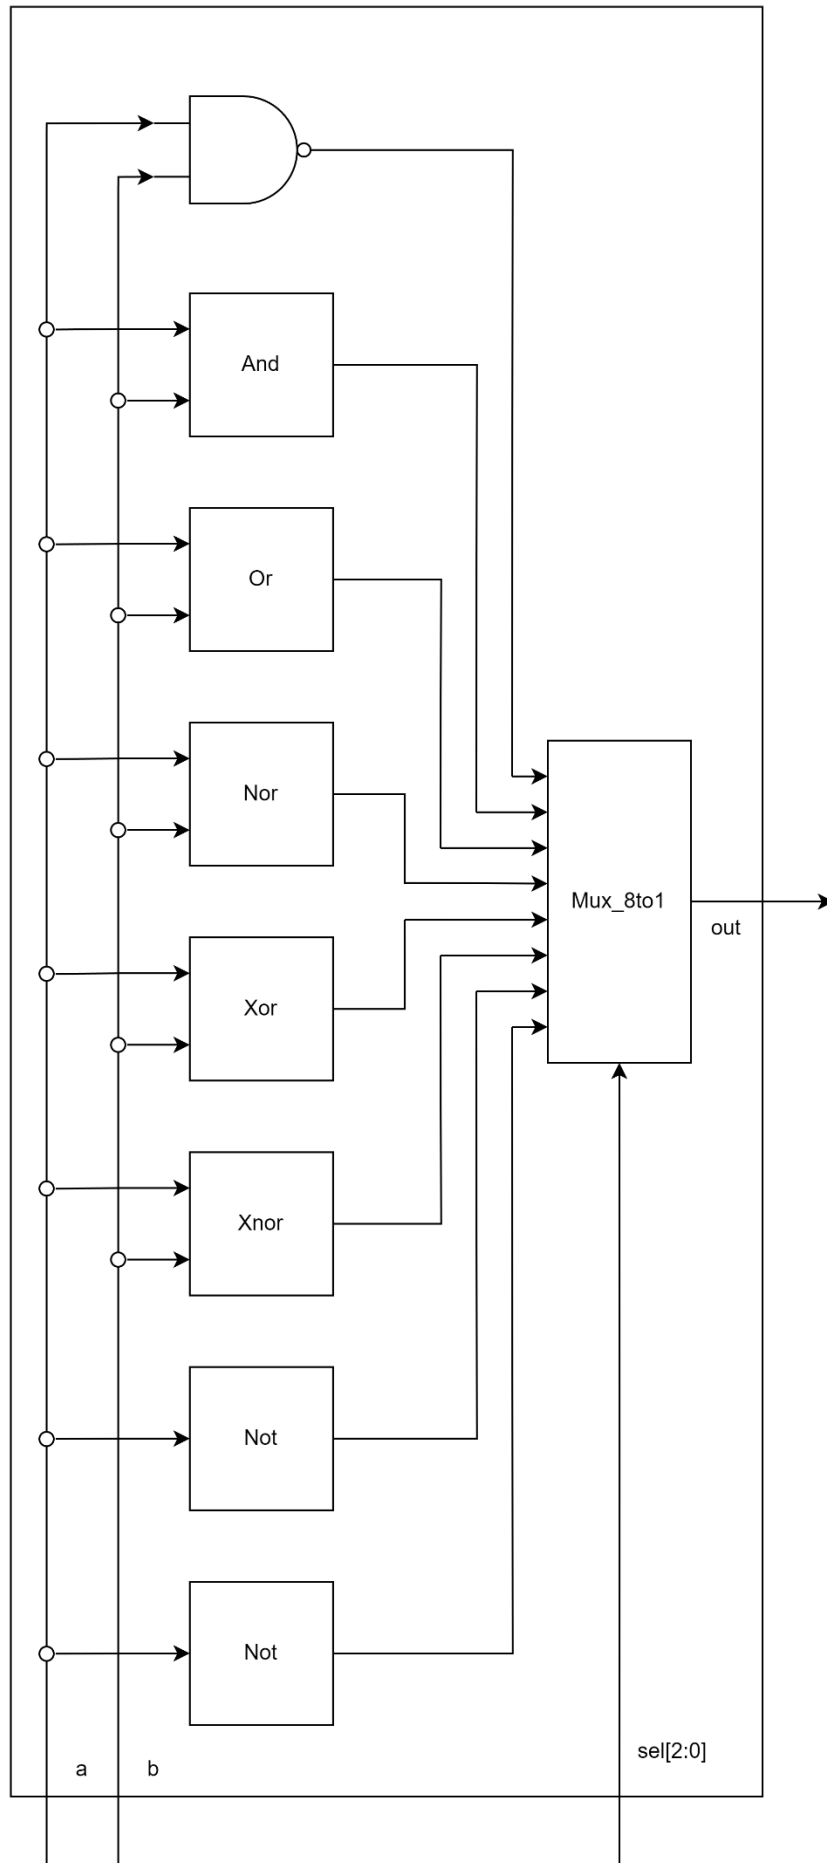 And
Or
Nor
Mux_8to1
out
Xor
Xnor
Not
Not
sel[2:0]
a
b